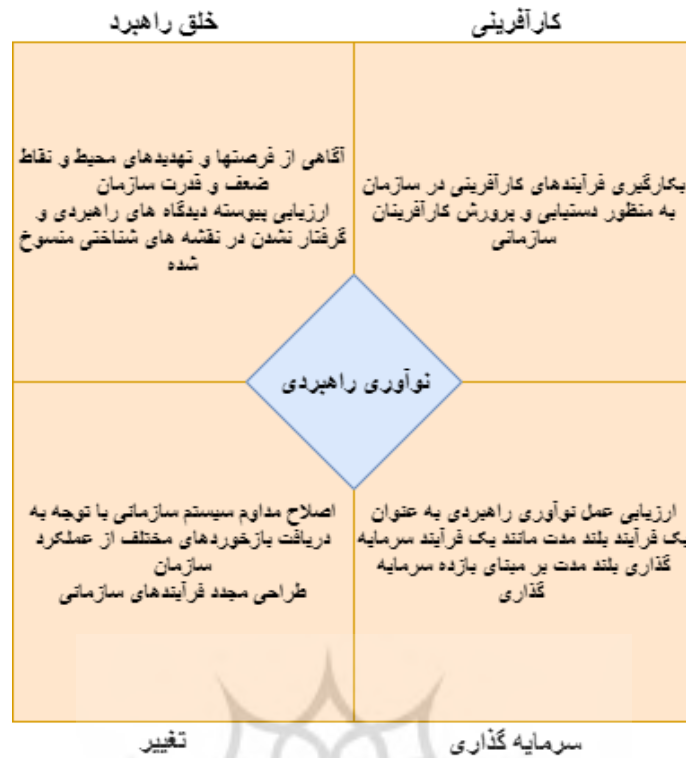 کارآفرینی
خلق راهبرد
بکارگیری فرآیندهای کارآفرینی در سازمان
به منظور دستیابی و پرورش کارآفرینان
سازمانی
آگاهی از فرصتها و تهدیدهای محیط و نقاط
ضعف و قدرت سازمان
ارزیابی پیوسته دیدگاه های راهبردی و
گرفتار نشدن در نقشه های شناختی منسوخ
شده
نوآوری راهبردی
ارزیابی عمل نوآوری راهبردی به عنوان
یک فرآیند بلند مدت مانند یک فرآیند سرمایه
گذاری بلند مدت بر مبنای بازده سرمایه
گذاری
اصلاح مداوم سیستم سازمانی با توجه به
دریافت بازخوردهای مختلف از عملکرد
سازمان
طراحی مجدد فرآیندهای سازمانی
سرمایه گذاری
تغییر